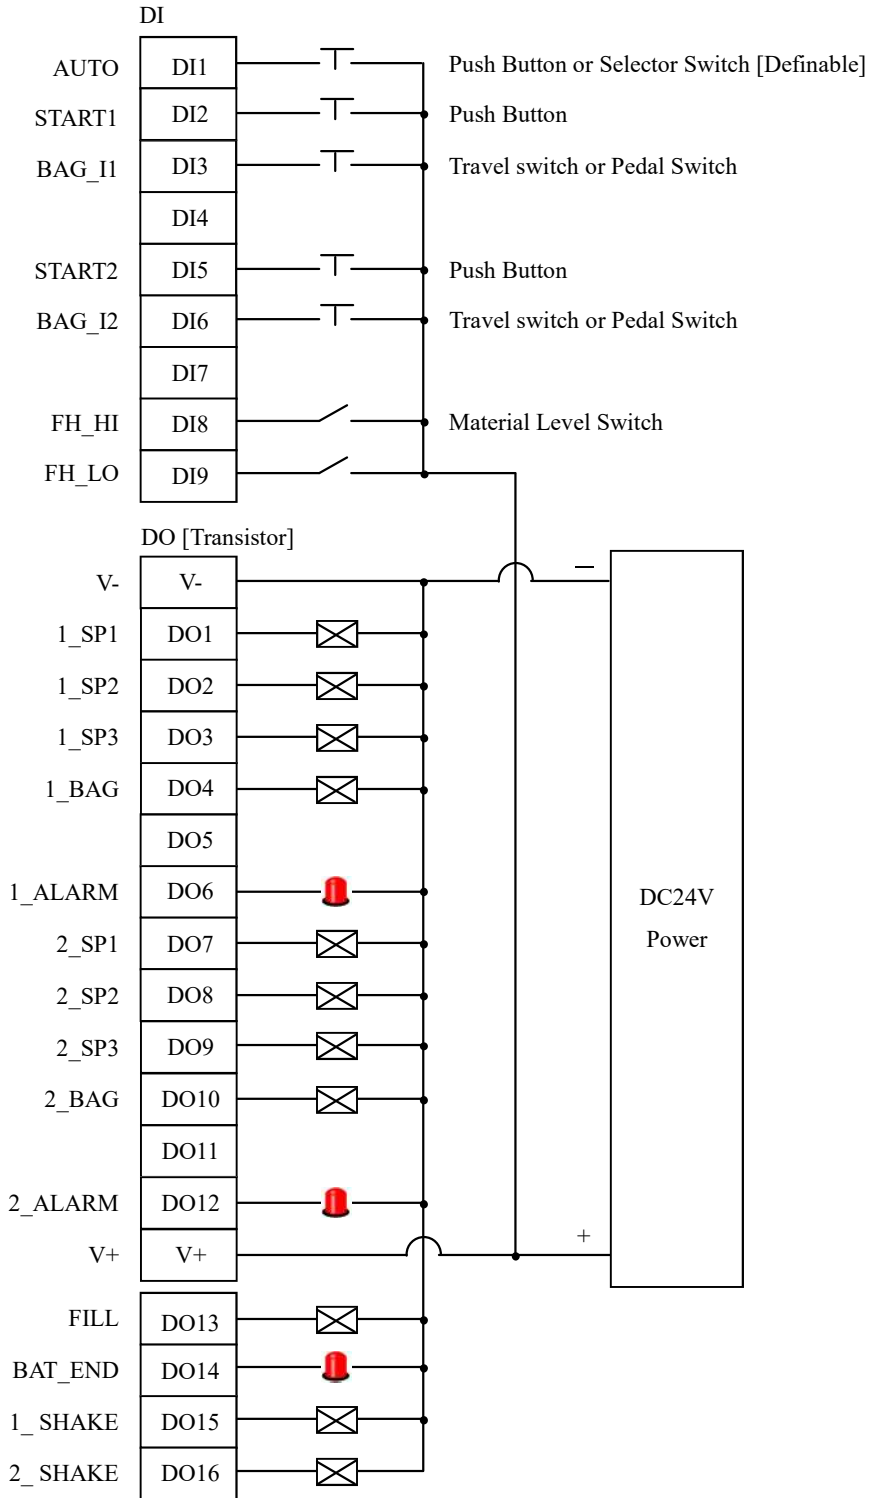 DI
AUTO DI1 Push Button or Selector Switch [Definable]
START1 DI2 Push Button
BAG_I1 DI3 Travel switch or Pedal Switch
DI4
START2 DI5 Push Button
BAG_I2 DI6 Travel switch or Pedal Switch
DI7
FH_HI DI8 Material Level Switch
FH_LO DI9
DO [Transistor]
V- V- —
1_SP1 DO1
1_SP2 DO2
1_SP3 DO3
1_BAG DO4
DO5
1_ALARM DO6 DC24V
2_SP1 DO7 Power
2_SP2 DO8
2_SP3 DO9
2_BAG DO10
DO11
2_ALARM DO12
V+ V+ +
FILL DO13
BAT_END DO14
1_ SHAKE DO15
2_ SHAKE DO16